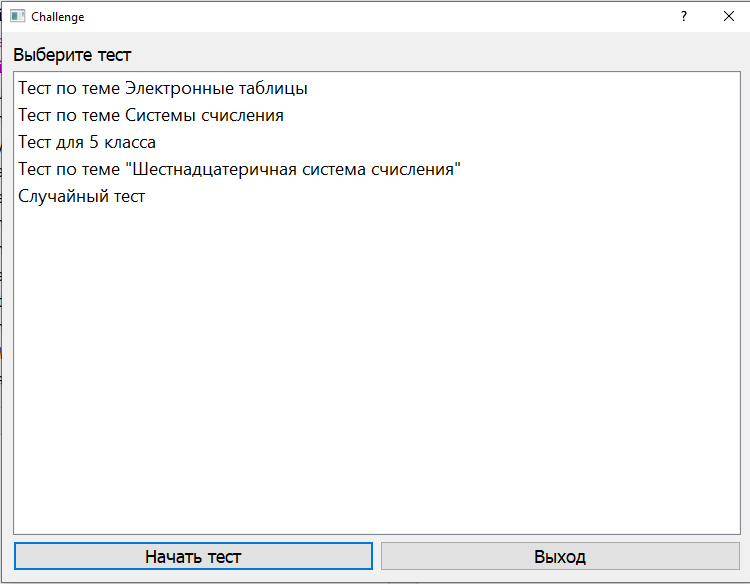 Challenge
Выберите тест
Тест по теме Электронные таблицы
Тест по теме Системы счисления
Тест для 5 класса
Тест по теме "Шестнадцатеричная система счисления"
Случайный тест
Начать тест Выход